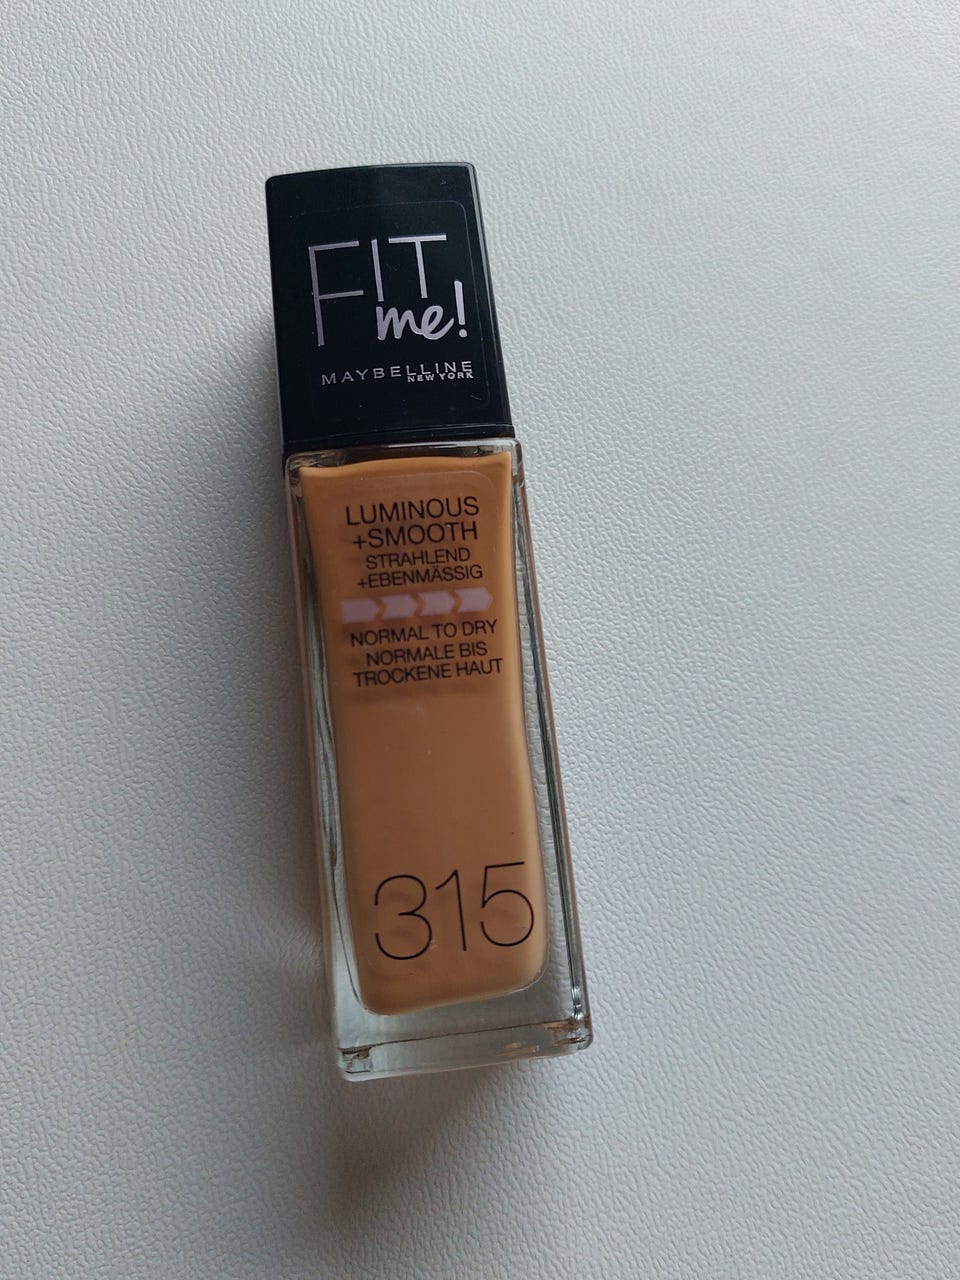 FIT
me!
MAYBELLINE
NEW YORK
LUMINOUS
+SMOOTH
STRAHLEND
+EBENMÄSSIG
NORMAL TO DRY
NORMALE BIS
TROCKENE HAUT
315